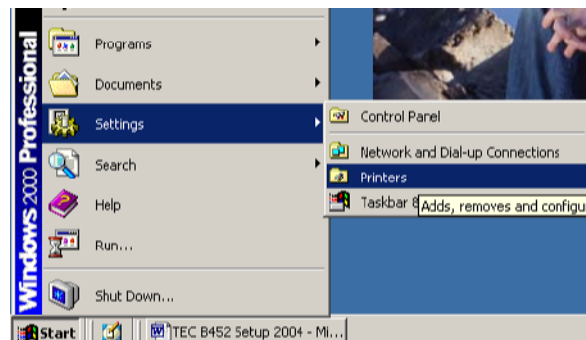 Windows 2000 Professional
Programs
Documents
Settings
Search
Help
Run...
Shut Down...
Control Panel
Network and Dial-up Connections
Printers
Taskbar &
Adds, removes and configu
Start
TEC B452 Setup 2004 - Mi...